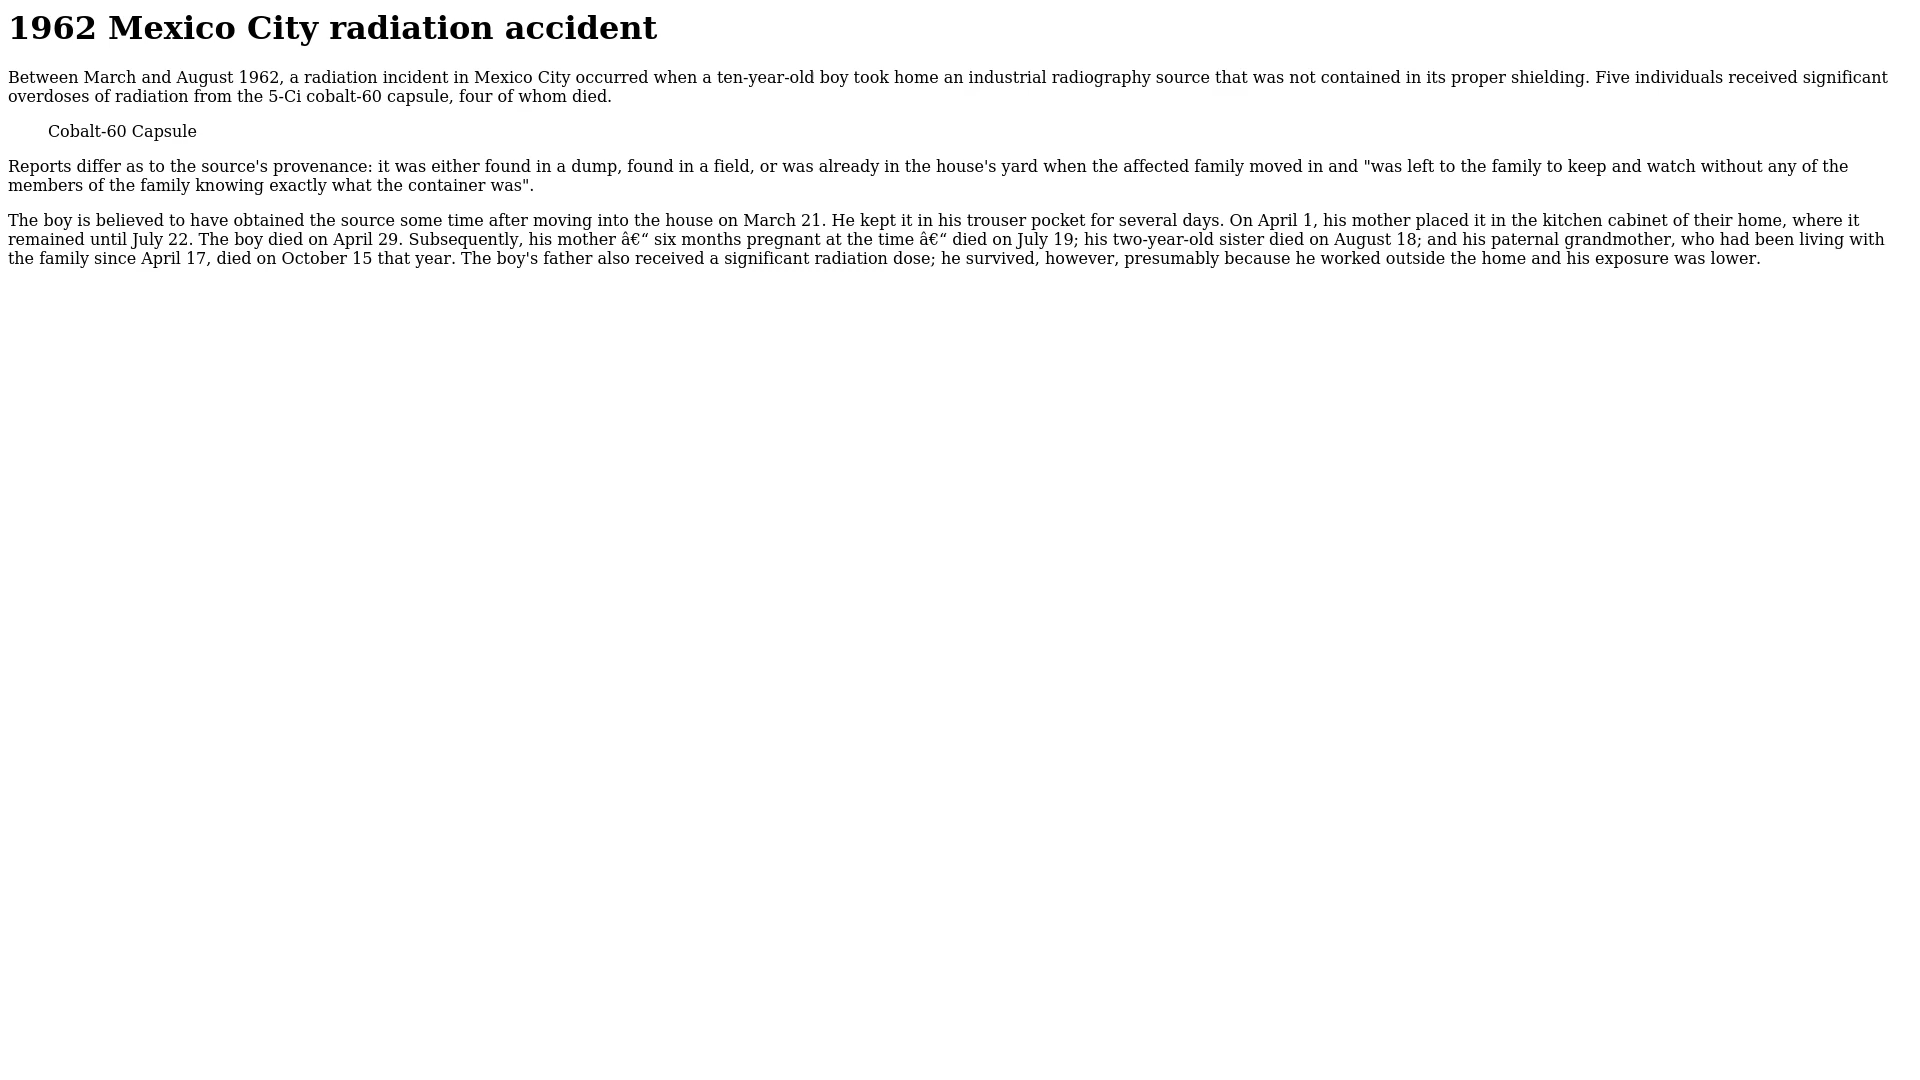 1962 Mexico City radiation accident
Between March and August 1962, a radiation incident in Mexico City occurred when a ten-year-old boy took home an industrial radiography source that was not contained in its proper shielding. Five individuals received significant
overdoses of radiation from the 5-Ci cobalt-60 capsule, four of whom died.
Cobalt-60 Capsule
Reports differ as to the source's provenance: it was either found in a dump, found in a field, or was already in the house's yard when the affected family moved in and "was left to the family to keep and watch without any of the
members of the family knowing exactly what the container was".
The boy is believed to have obtained the source some time after moving into the house on March 21. He kept it in his trouser pocket for several days. On April 1, his mother placed it in the kitchen cabinet of their home, where it
remained until July 22. The boy died on April 29. Subsequently, his mother â€“ six months pregnant at the time â€“ died on July 19; his two-year-old sister died on August 18; and his paternal grandmother, who had been living with
the family since April 17, died on October 15 that year. The boy's father also received a significant radiation dose; he survived, however, presumably because he worked outside the home and his exposure was lower.